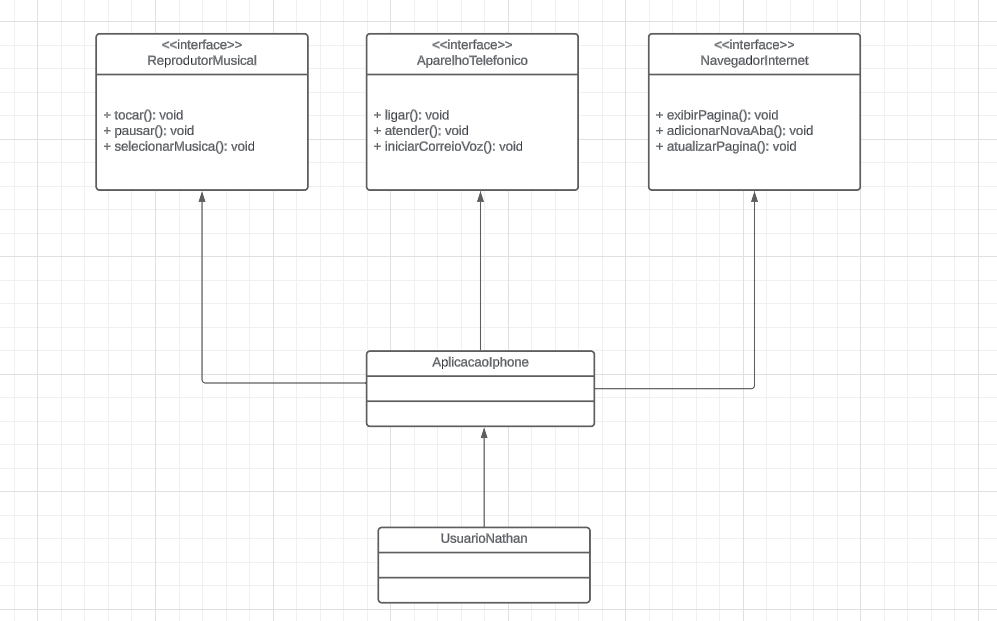 <<interface>>
ReprodutorMusical
+ tocar(): void
+ pausar(): void
+ selecionarMusica(): void
<<interface>>
AparelhoTelefonico
+ ligar(): void
+ atender(): void
+ iniciarCorreioVoz(): void
<<interface>>
NavegadorInternet
+ exibirPagina(): void
+ adicionarNovaAba(): void
+ atualizarPagina(): void
AplicacaoIphone
UsuarioNathan